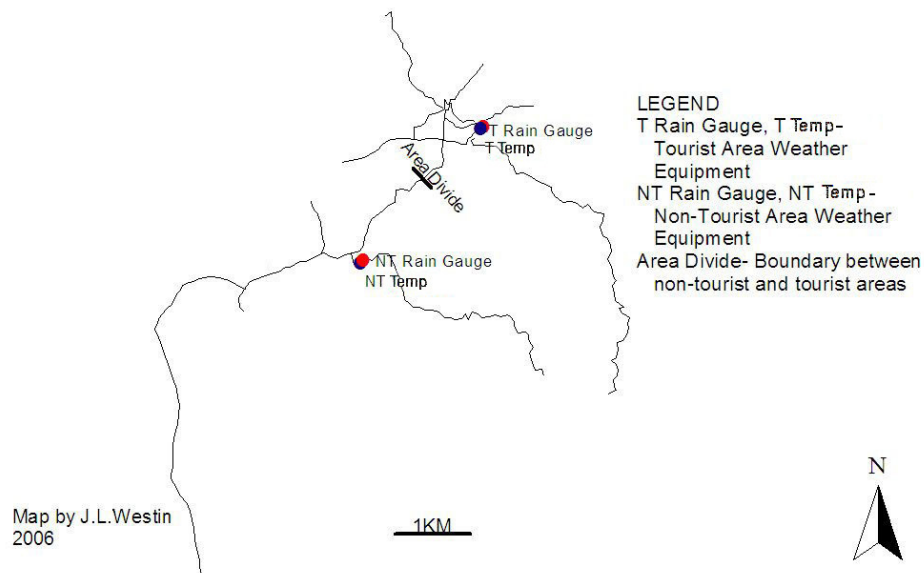 T Rain Gauge
T Temp
Area Divide
NT Rain Gauge
NT Temp
LEGEND
T Rain Gauge, T Temp-
Tourist Area Weather
Equipment
NT Rain Gauge, NT Temp-
Non-Tourist Area Weather
Equipment
Area Divide- Boundary between
non-tourist and tourist areas
N
Map by J.L.Westin
2006
1KM